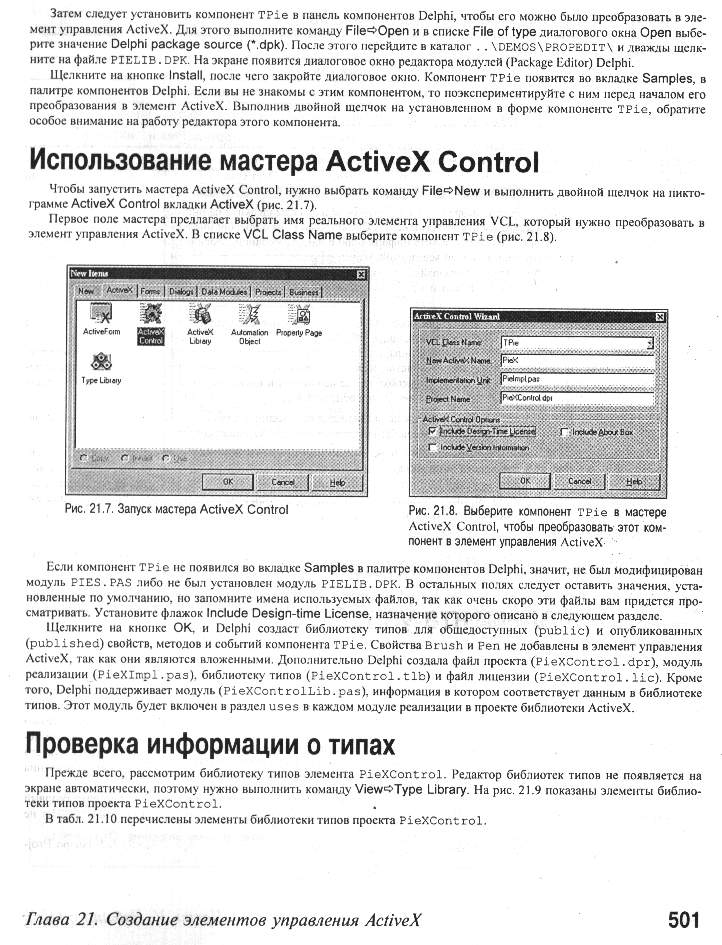 Затем следует установить компонент TPie в панель компонентов Delphi, чтобы его можно было преобразовать в эле-
мент управления ActiveX. Для этого выполните команду File⇨Open и в списке File of type диалогового окна Open выбе-
рите значение Delphi package source (*.dpk). После этого перейдите в каталог ..\DEMOS\PROPEDIT\ и дважды щелк-
ните на файле PIELIB.DPK. На экране появится диалоговое окно редактора модулей (Package Editor) Delphi.
Щелкните на кнопке Install, после чего закройте диалоговое окно. Компонент TPie появится во вкладке Samples, в
палитре компонентов Delphi. Если вы не знакомы с этим компонентом, то поэкспериментируйте с ним перед началом его
преобразования в элемент ActiveX. Выполнив двойной щелчок на установленном в форме компоненте TPie, обратите
особое внимание на работу редактора этого компонента.
Использование мастера ActiveX Control
Чтобы запустить мастера ActiveX Control, нужно выбрать команду File⇨New и выполнить двойной щелчок на пикто-
грамме ActiveX Control вкладки ActiveX (рис. 21.7).
Первое поле мастера предлагает выбрать имя реального элемента управления VCL, который нужно преобразовать в
элемент управления ActiveX. В списке VCL Class Name выберите компонент TPie (рис. 21.8).
New Items
New ActiveX Forms Dialogs Data Modules Projects Business
ActiveForm ActiveX Control ActiveX Library Automation Object Property Page
Type Library
Copy Inherit Use
OK Cancel Help
Рис. 21.7. Запуск мастера ActiveX Control
ActiveX Control Wizard
VCL Class Name: TPie
New ActiveX Name: PieX
Implementation Unit: PieImpl.pas
Project Name: PieXControl.dpr
ActiveX Control Options
Include Design-Time License Include About Box
Include Version Information
OK Cancel Help
Рис. 21.8. Выберите компонент TPie в мастере
ActiveX Control, чтобы преобразовать этот ком-
понент в элемент управления ActiveX
Если компонент TPie не появился во вкладке Samples в палитре компонентов Delphi, значит, не был модифицирован
модуль PIES.PAS либо не был установлен модуль PIELIB.DPK. В остальных полях следует оставить значения, уста-
новленные по умолчанию, но запомните имена используемых файлов, так как очень скоро эти файлы вам придется про-
сматривать. Установите флажок Include Design-time License, назначение которого описано в следующем разделе.
Щелкните на кнопке OK, и Delphi создаст библиотеку типов для общедоступных (public) и опубликованных
(published) свойств, методов и событий компонента TPie. Свойства Brush и Pen не добавлены в элемент управления
ActiveX, так как они являются вложенными. Дополнительно Delphi создала файл проекта (PieXControl.dpr), модуль
реализации (PieXImpl.pas), библиотеку типов (PieXControl.tlb) и файл лицензии (PieXControl.lic). Кроме
того, Delphi поддерживает модуль (PieXControlLib.pas), информация в котором соответствует данным в библиотеке
типов. Этот модуль будет включен в раздел uses в каждом модуле реализации в проекте библиотеки ActiveX.
Проверка информации о типах
Прежде всего, рассмотрим библиотеку типов элемента PieXControl. Редактор библиотек типов не появляется на
экране автоматически, поэтому нужно выполнить команду View⇨Type Library. На рис. 21.9 показаны элементы библио-
теки типов проекта PieXControl.
В табл. 21.10 перечислены элементы библиотеки типов проекта PieXControl.
Глава 21. Создание элементов управления ActiveX 501